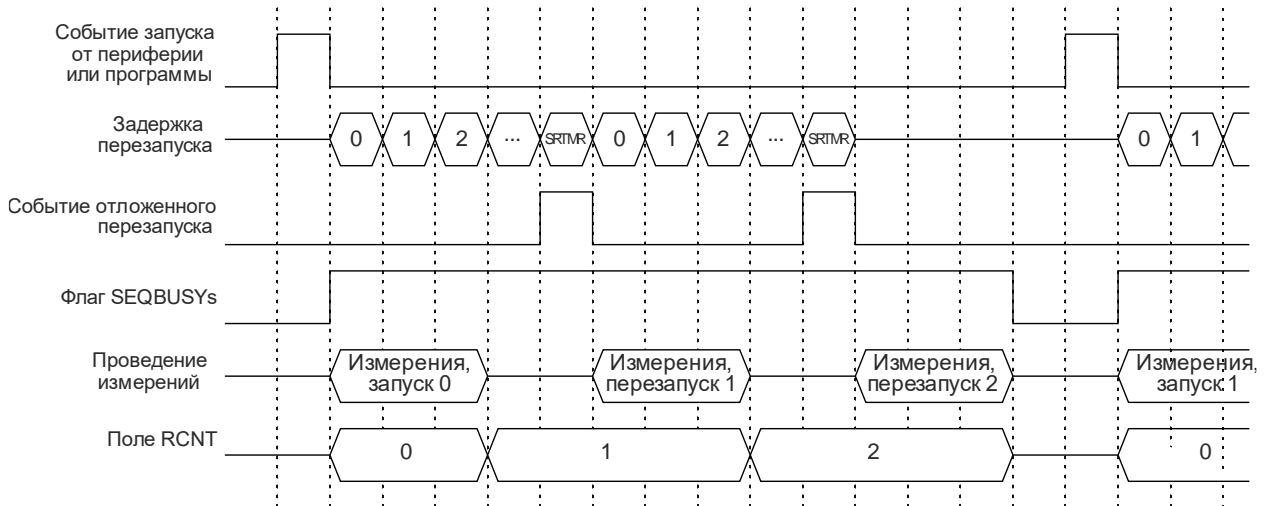 Событие запуска
от периферии
или программы
Задержка
перезапуска
0 1 2 ... SRTMR 0 1 2 ... SRTMR 0 1
Событие отложенного
перезапуска
Флаг SEQBUSYs
Проведение
измерений
Измерения,
запуск 0
Измерения,
перезапуск 1
Измерения,
перезапуск 2
Измерения,
запуск 1
Поле RCNT
0 1 2 0